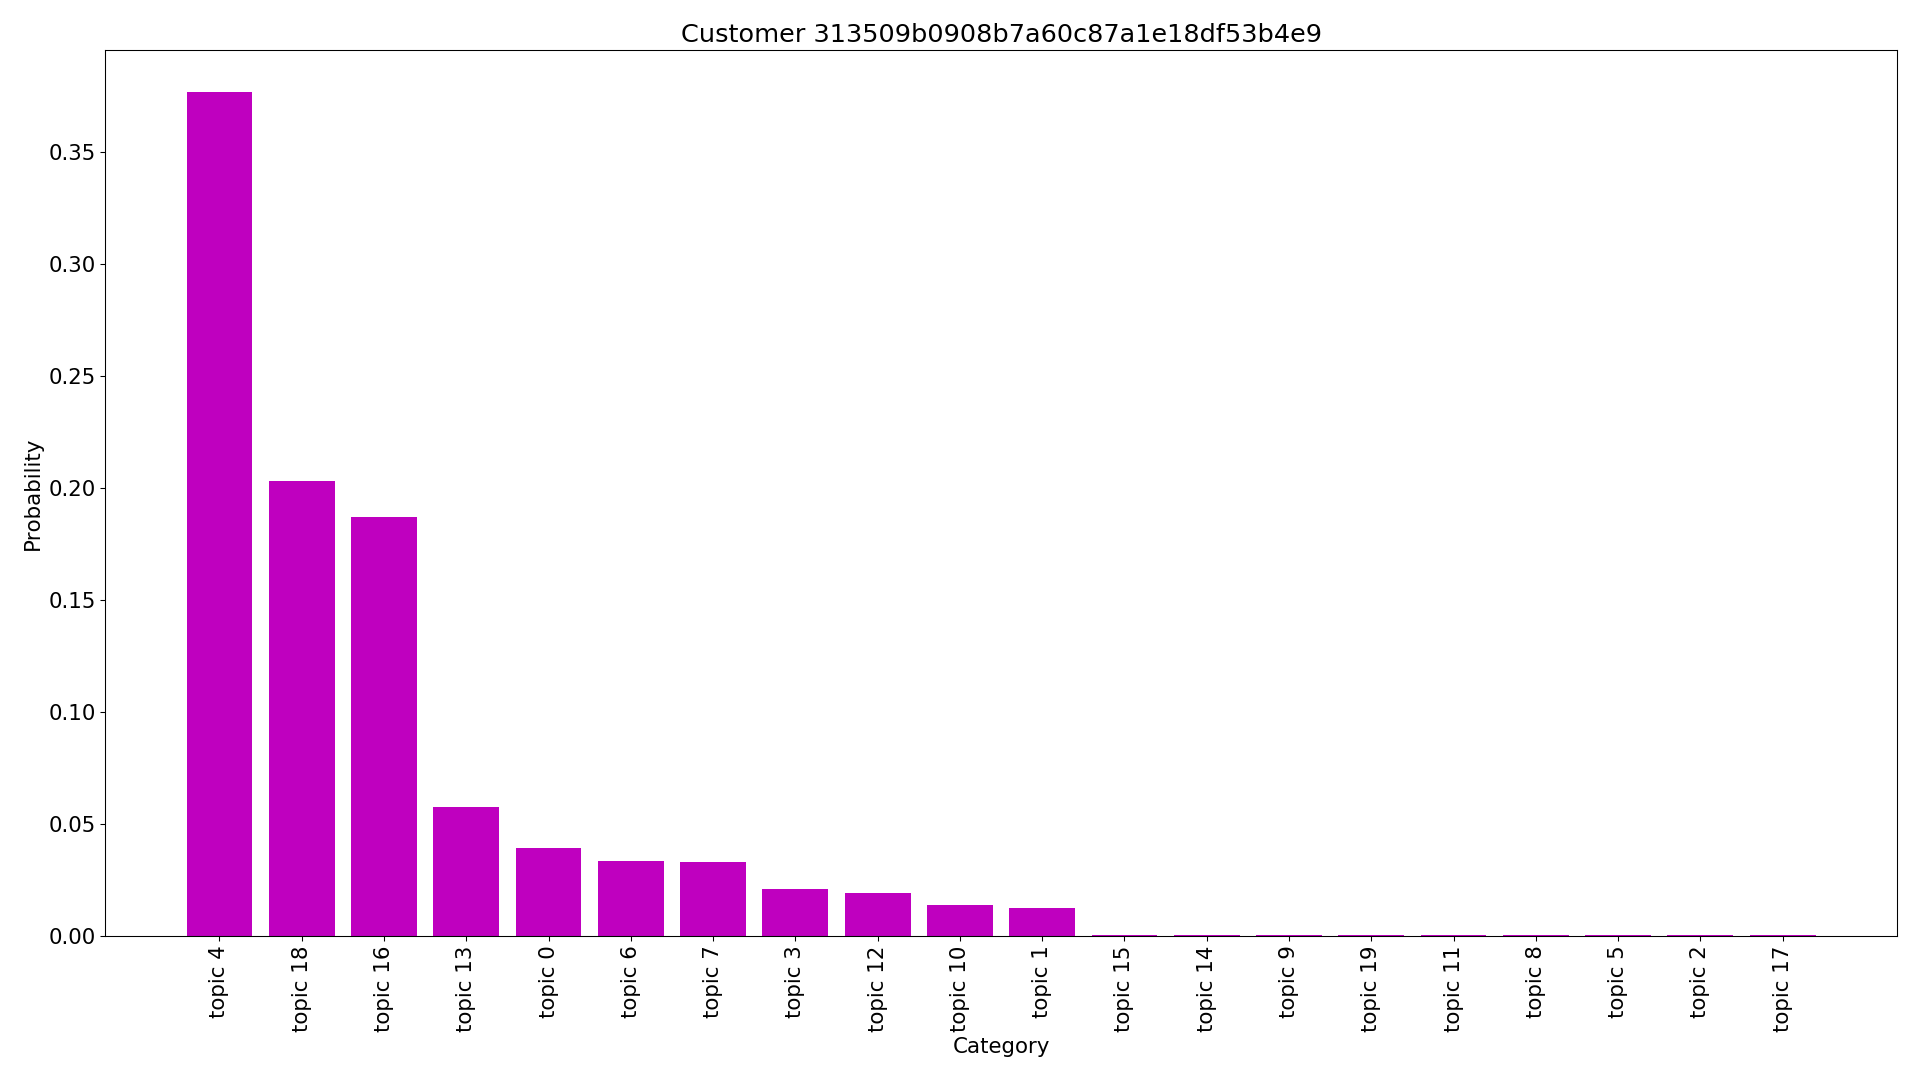 Customer 313509b0908b7a60c87a1e18df53b4e9
Probability
0.35
0.30
0.25
0.20
0.15
0.10
0.05
0.00
topic 4
topic 18
topic 16
topic 13
topic 0
topic 6
topic 7
topic 3
topic 12
topic 10
topic 1
topic 15
topic 14
topic 9
topic 19
topic 11
topic 8
topic 5
topic 2
topic 17
Category